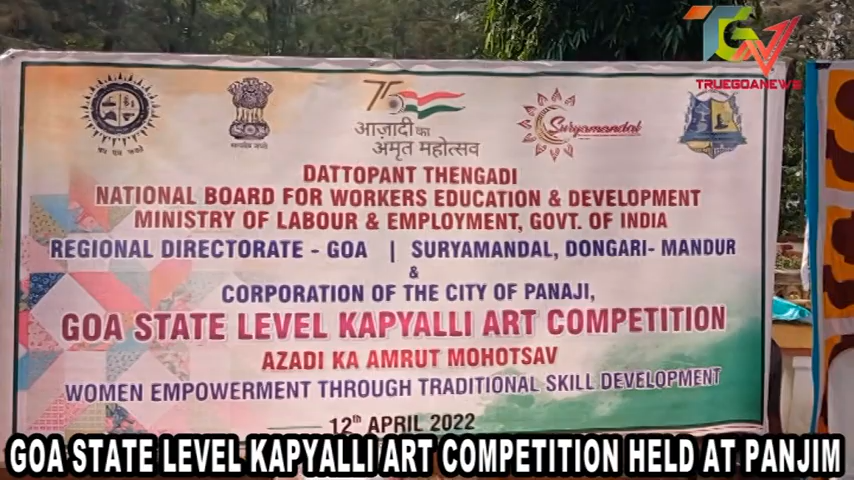 TGN
TRUEGOANEWS
75
आज़ादी का
अमृत महोत्सव
Suryamandal
DATTOPANT THENGADI
NATIONAL BOARD FOR WORKERS EDUCATION & DEVELOPMENT
MINISTRY OF LABOUR & EMPLOYMENT, GOVT. OF INDIA
REGIONAL DIRECTORATE - GOA | SURYAMANDAL, DONGARI- MANDUR
&
CORPORATION OF THE CITY OF PANAJI,
GOA STATE LEVEL KAPYALLI ART COMPETITION
AZADI KA AMRUT MOHOTSAV
WOMEN EMPOWERMENT THROUGH TRADITIONAL SKILL DEVELOPMENT
12th APRIL 2022
GOA STATE LEVEL KAPYALLI ART COMPETITION HELD AT PANJIM